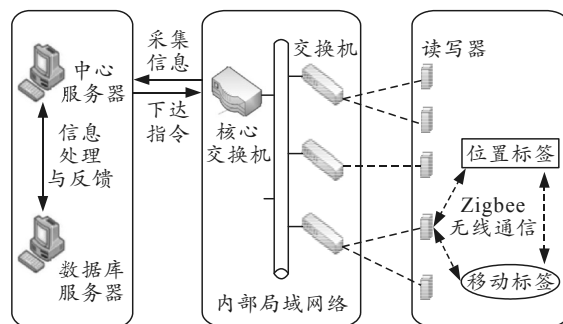 中心
服务器
信息
处理
与反馈
数据库
服务器
采集
信息
下达
指令
核心
交换机
交换机
内部局域网络
读写器
位置标签
Zigbee
无线通信
移动标签